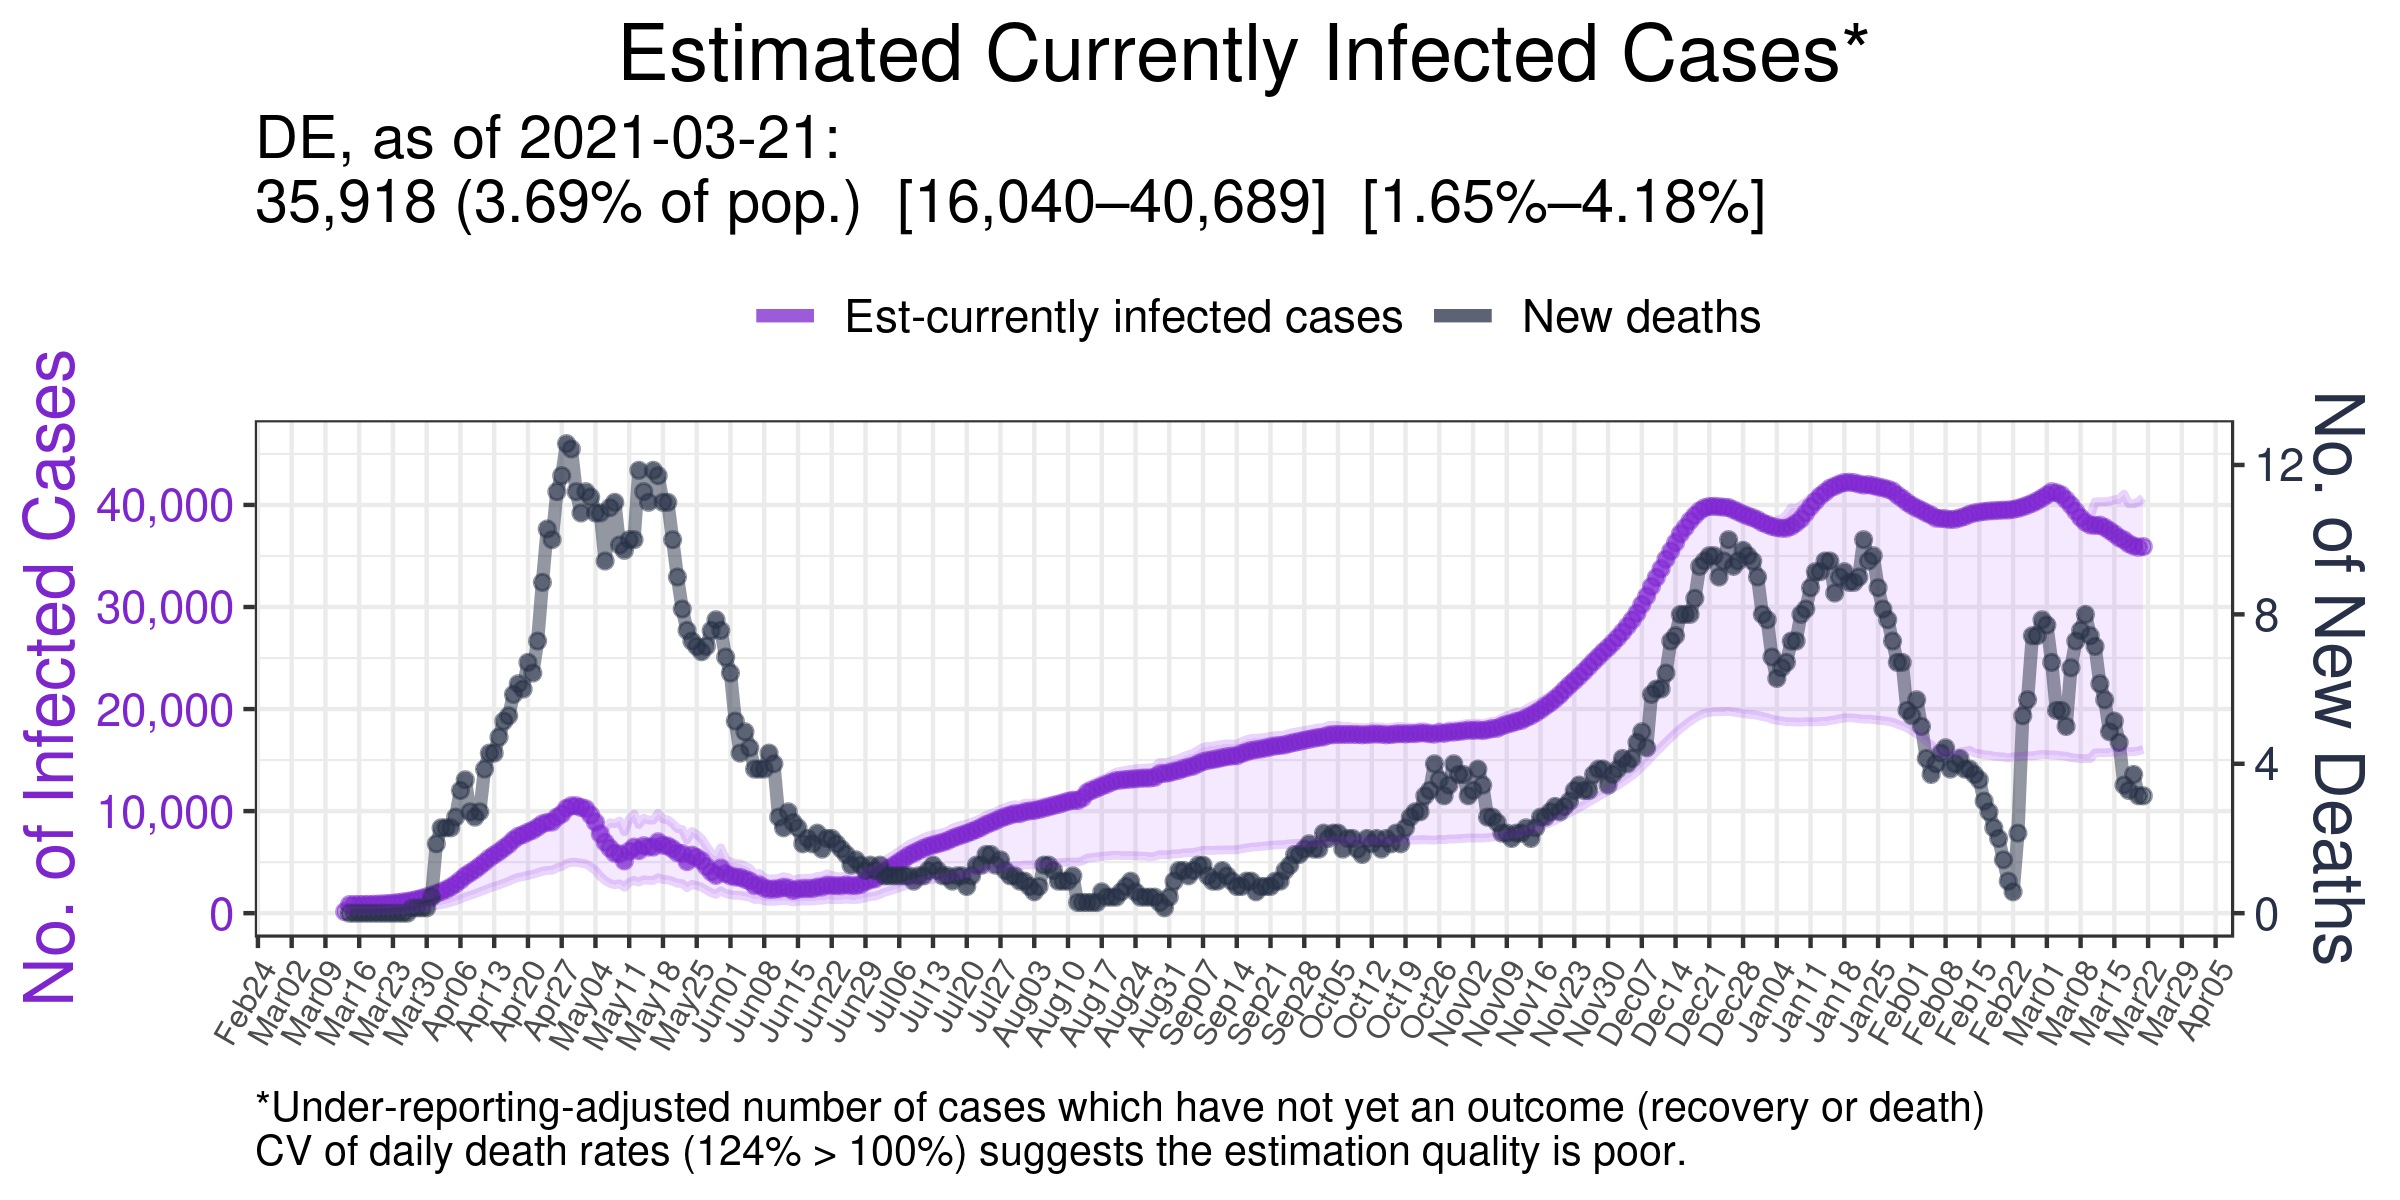 Estimated Currently Infected Cases*
DE, as of 2021-03-21:
35,918 (3.69% of pop.) [16,040–40,689] [1.65%–4.18%]
Est-currently infected cases New deaths
No. of Infected Cases
40,000
30,000
20,000
10,000
0
12
8
4
0
No. of New Deaths
Feb24 Mar02 Mar09 Mar16 Mar23 Mar30 Apr06 Apr13 Apr20 Apr27 May04 May11 May18 May25 Jun01 Jun08 Jun15 Jun22 Jun29 Jul06 Jul13 Jul20 Jul27 Aug03 Aug10 Aug17 Aug24 Aug31 Sep07 Sep14 Sep21 Sep28 Oct05 Oct12 Oct19 Oct26 Nov02 Nov09 Nov16 Nov23 Nov30 Dec07 Dec14 Dec21 Dec28 Jan04 Jan11 Jan18 Jan25 Feb01 Feb08 Feb15 Feb22 Mar01 Mar08 Mar15 Mar22 Mar29 Apr05
*Under-reporting-adjusted number of cases which have not yet an outcome (recovery or death)
CV of daily death rates (124% > 100%) suggests the estimation quality is poor.